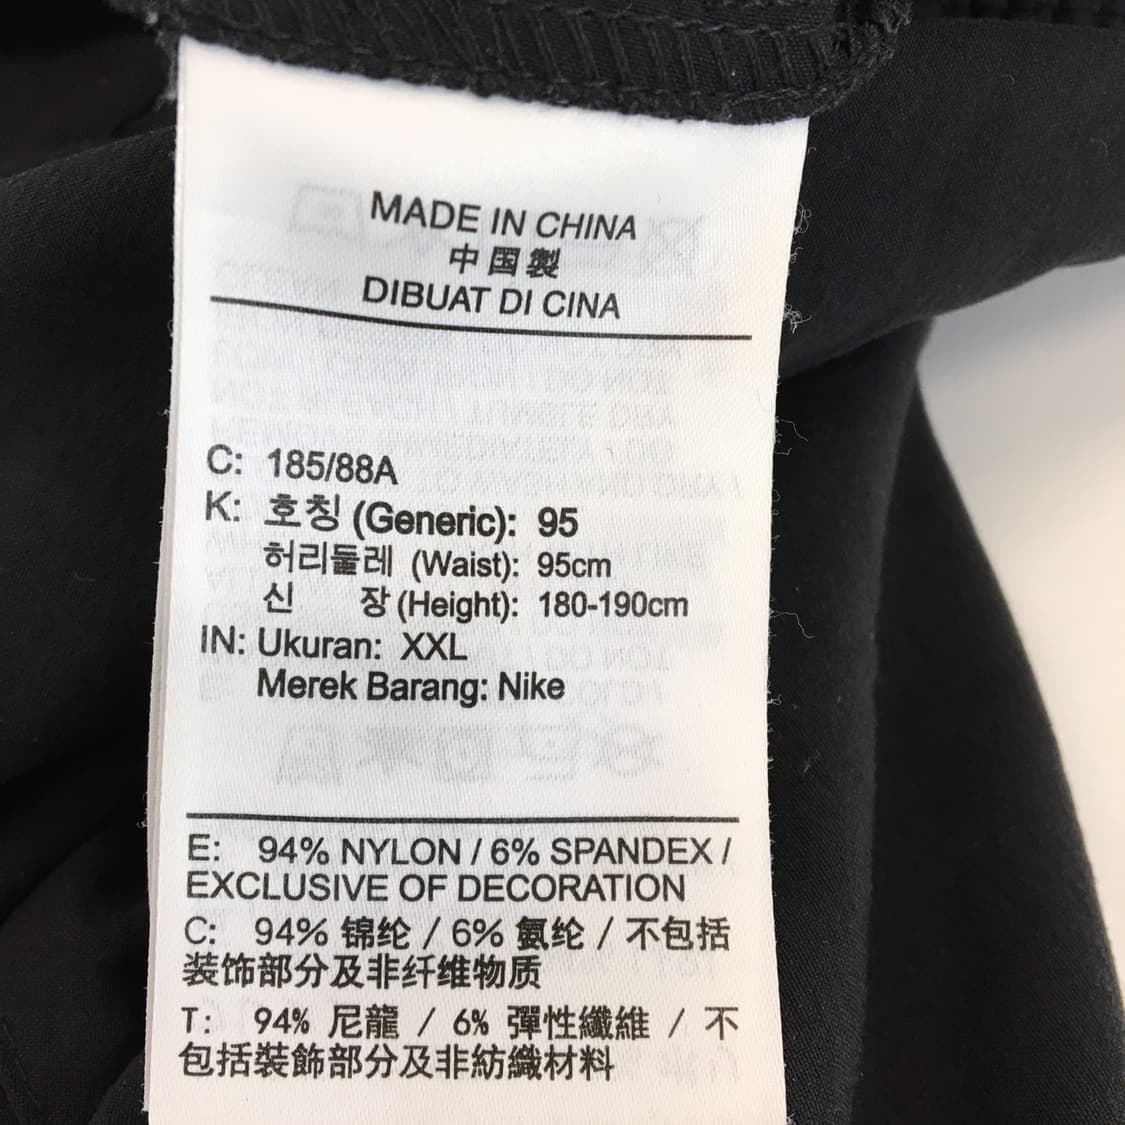 MADE IN CHINA
中国製
DIBUAT DI CINA
C: 185/88A
K: 호칭 (Generic): 95
허리둘레 (Waist): 95cm
신 장 (Height): 180-190cm
IN: Ukuran: XXL
Merek Barang: Nike
E: 94% NYLON / 6% SPANDEX /
EXCLUSIVE OF DECORATION
C: 94% 锦纶 / 6% 氨纶 / 不包括
装饰部分及非纤维物质
T: 94% 尼龍 / 6% 彈性纖維 / 不
包括裝飾部分及非紡織材料